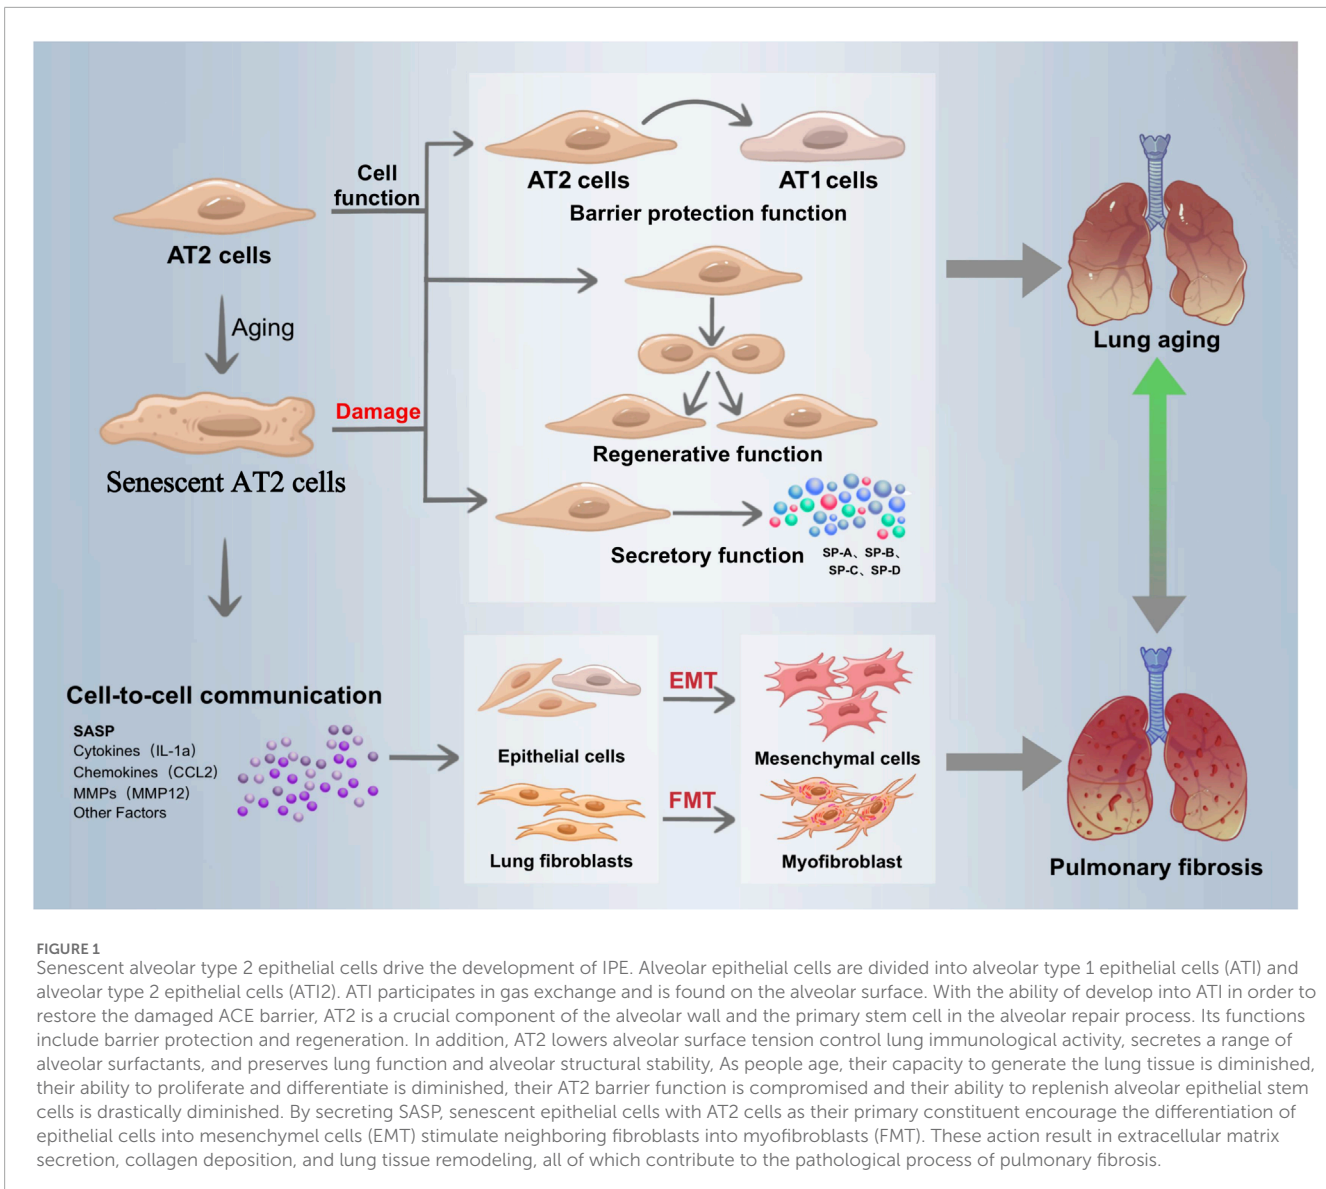 Cell
function
AT2 cells
AT1 cells
Barrier protection function
AT2 cells
Aging
Damage
Senescent AT2 cells
Regenerative function
Secretory function
SP-A、SP-B、
SP-C、SP-D
Lung aging
Cell-to-cell communication
SASP
Cytokines（IL-1a）
Chemokines（CCL2）
MMPs（MMP12）
Other Factors
EMT
Epithelial cells
Mesenchymal cells
FMT
Lung fibroblasts
Myofibroblast
Pulmonary fibrosis
FIGURE 1
Senescent alveolar type 2 epithelial cells drive the development of IPE. Alveolar epithelial cells are divided into alveolar type 1 epithelial cells (ATI) and
alveolar type 2 epithelial cells (ATI2). ATI participates in gas exchange and is found on the alveolar surface. With the ability of develop into ATI in order to
restore the damaged ACE barrier, AT2 is a crucial component of the alveolar wall and the primary stem cell in the alveolar repair process. Its functions
include barrier protection and regeneration. In addition, AT2 lowers alveolar surface tension control lung immunological activity, secretes a range of
alveolar surfactants, and preserves lung function and alveolar structural stability, As people age, their capacity to generate the lung tissue is diminished,
their ability to proliferate and differentiate is diminished, their AT2 barrier function is compromised and their ability to replenish alveolar epithelial stem
cells is drastically diminished. By secreting SASP, senescent epithelial cells with AT2 cells as their primary constituent encourage the differentiation of
epithelial cells into mesenchymel cells (EMT) stimulate neighboring fibroblasts into myofibroblasts (FMT). These action result in extracellular matrix
secretion, collagen deposition, and lung tissue remodeling, all of which contribute to the pathological process of pulmonary fibrosis.